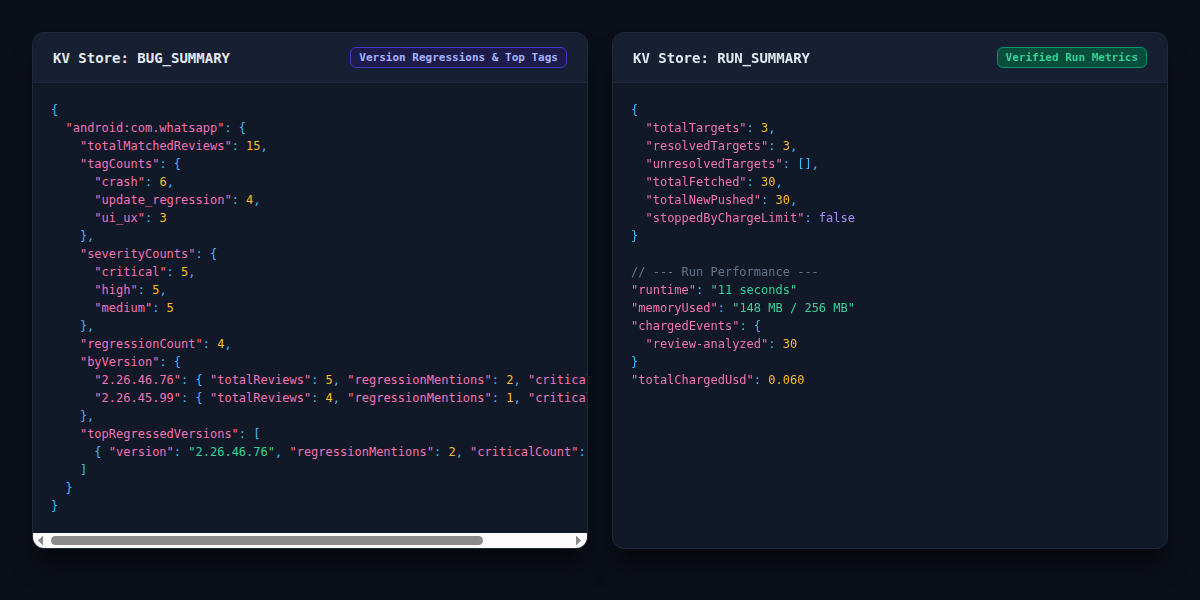 KV Store: BUG_SUMMARY
Version Regressions & Top Tags
{
"android:com.whatsapp": {
"totalMatchedReviews": 15,
"tagCounts": {
"crash": 6,
"update_regression": 4,
"ui_ux": 3
},
"severityCounts": {
"critical": 5,
"high": 5,
"medium": 5
},
"regressionCount": 4,
"byVersion": {
"2.26.46.76": { "totalReviews": 5, "regressionMentions": 2, "critica
"2.26.45.99": { "totalReviews": 4, "regressionMentions": 1, "critica
},
"topRegressedVersions": [
{ "version": "2.26.46.76", "regressionMentions": 2, "criticalCount":
]
}
}
KV Store: RUN_SUMMARY
Verified Run Metrics
{
"totalTargets": 3,
"resolvedTargets": 3,
"unresolvedTargets": [],
"totalFetched": 30,
"totalNewPushed": 30,
"stoppedByChargeLimit": false
}
// --- Run Performance ---
"runtime": "11 seconds"
"memoryUsed": "148 MB / 256 MB"
"chargedEvents": {
"review-analyzed": 30
}
"totalChargedUsd": 0.060